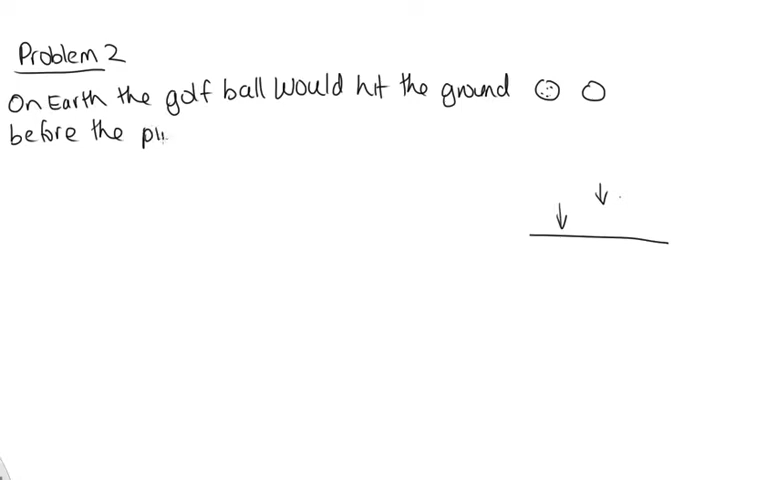 Problem 2
On Earth the golf ball would hit the ground
before the